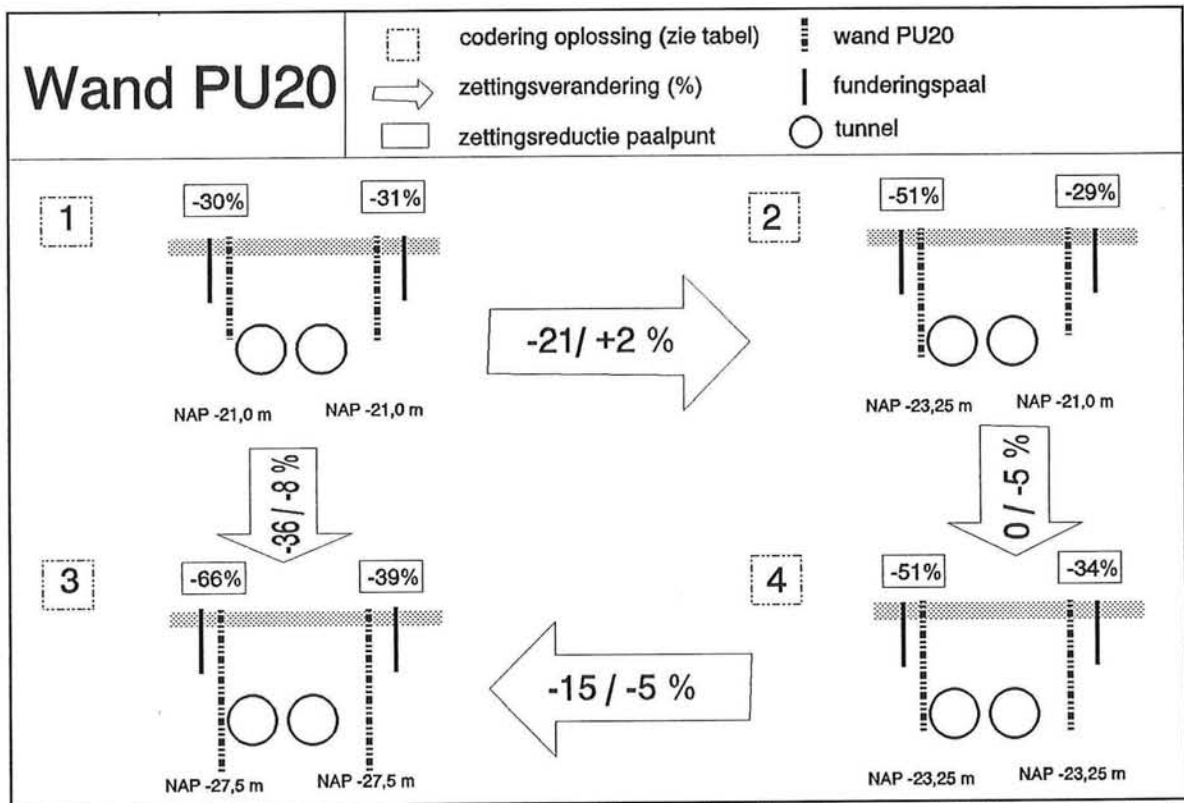 Wand PU20
codering oplossing (zie tabel)
wand PU20
zettingsverandering (%)
funderingspaal
zettingsreductie paalpunt
tunnel
1
-30%
-31%
NAP -21,0 m
NAP -21,0 m
-21/ +2 %
2
-51%
-29%
NAP -23,25 m
NAP -21,0 m
-36 / -8 %
0 / -5 %
3
-66%
-39%
NAP -27,5 m
NAP -27,5 m
-15 / -5 %
4
-51%
-34%
NAP -23,25 m
NAP -23,25 m